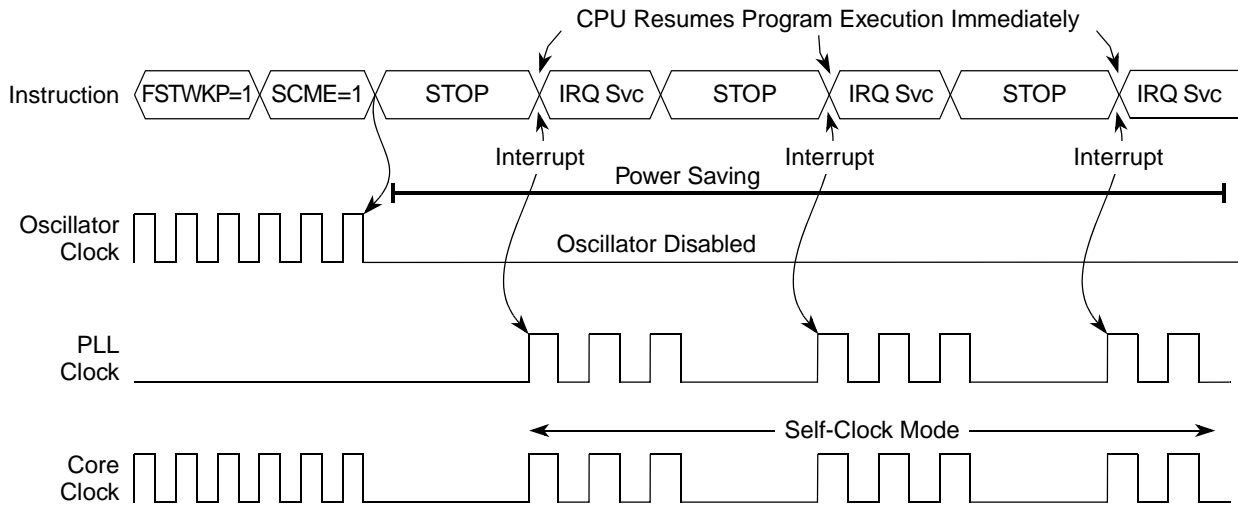 CPU Resumes Program Execution Immediately
Instruction FSTWKP=1 SCME=1 STOP IRQ Svc STOP IRQ Svc STOP IRQ Svc
Interrupt Interrupt Interrupt
Power Saving
Oscillator
Clock
Oscillator Disabled
PLL
Clock
Self-Clock Mode
Core
Clock